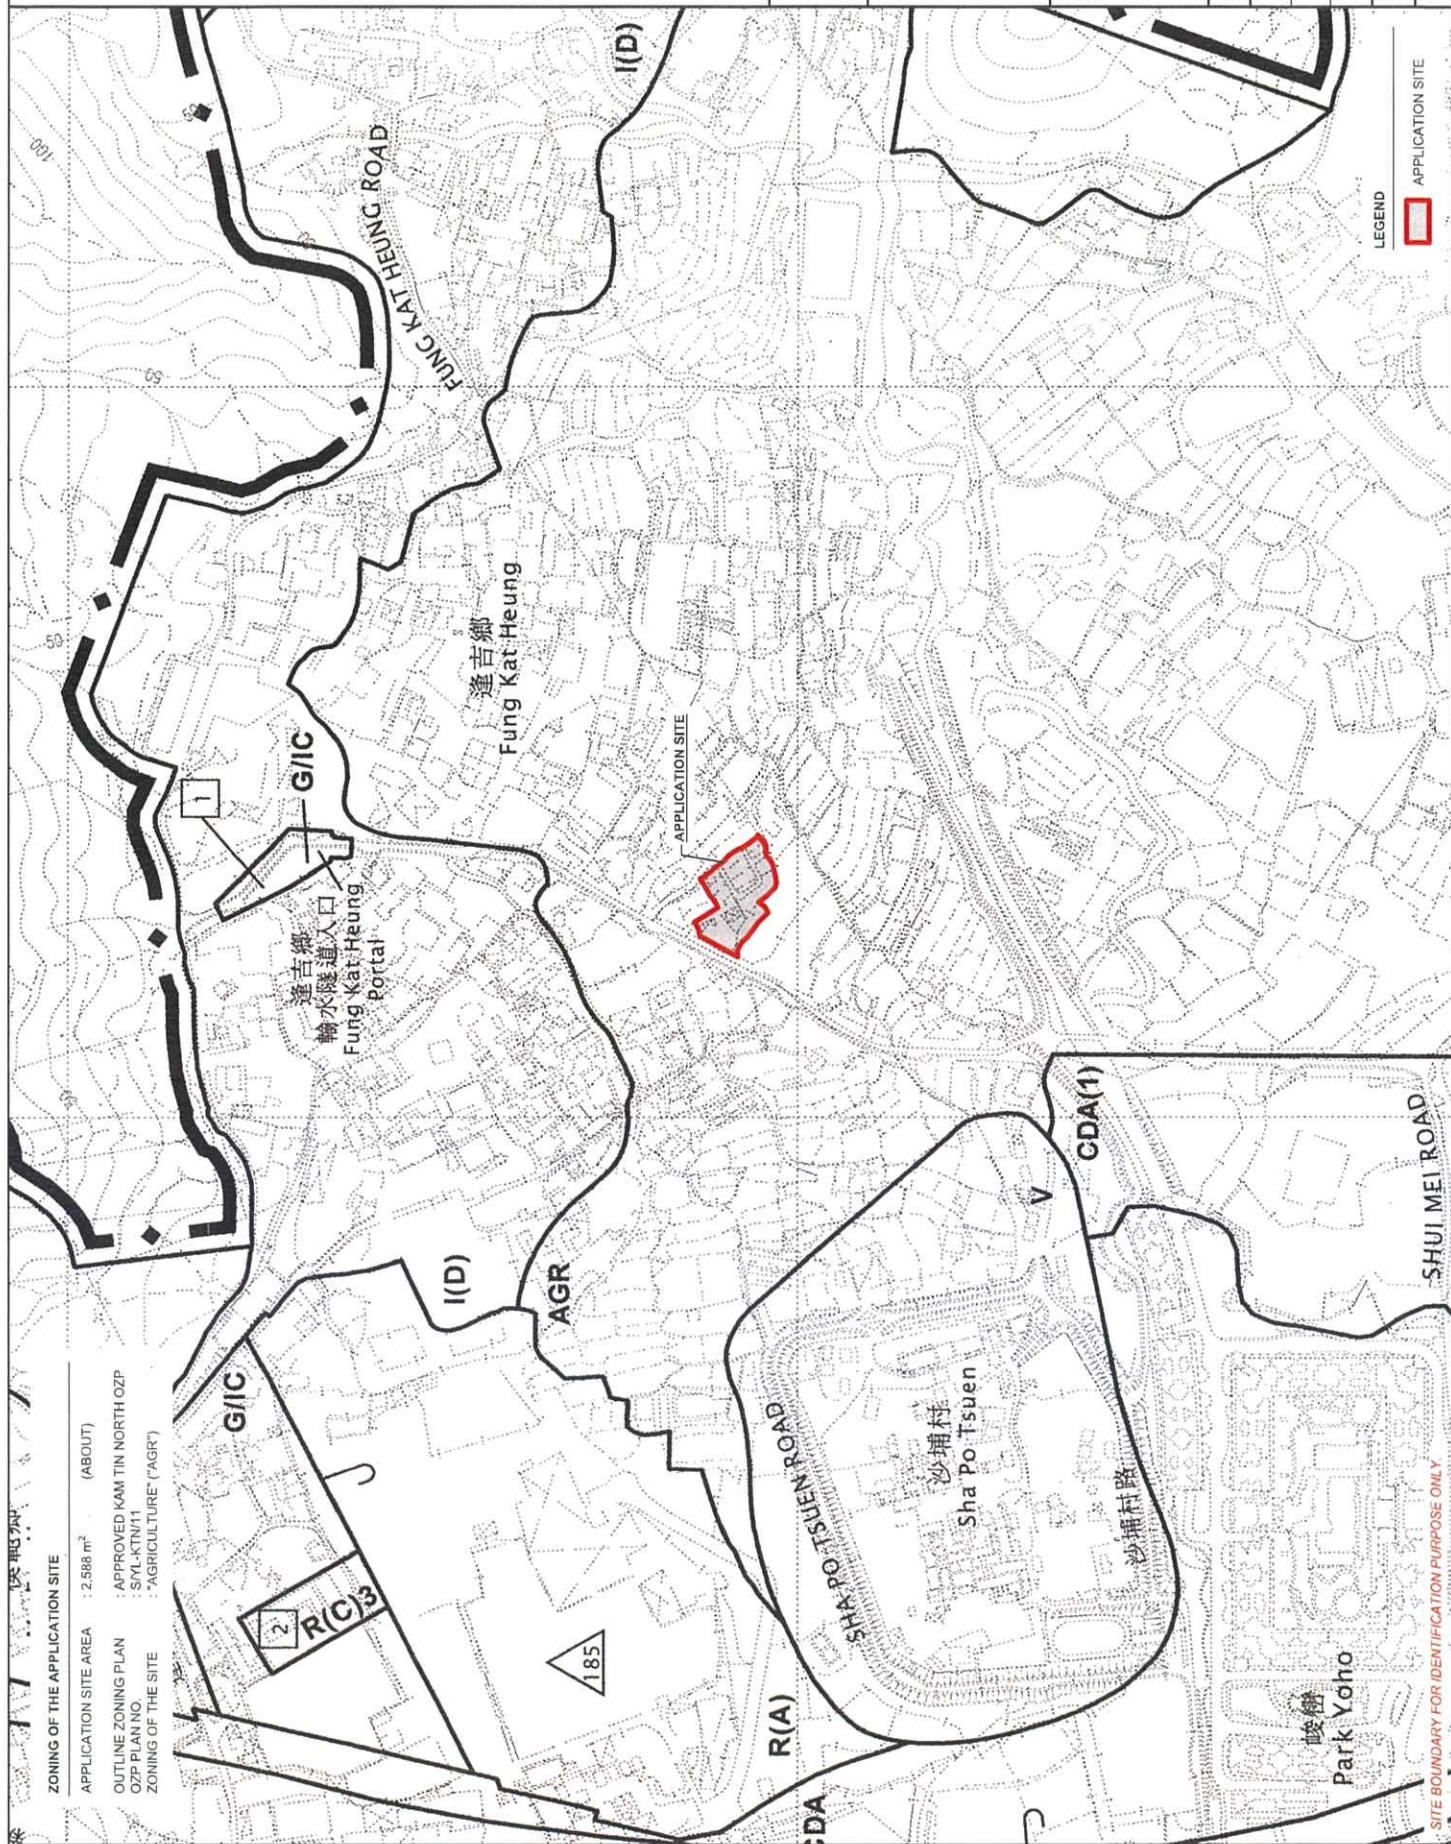 ZONING OF THE APPLICATION SITE
APPLICATION SITE AREA : 2,588 m² (ABOUT)
OUTLINE ZONING PLAN : APPROVED KAM TIN NORTH OZP
OZP PLAN NO. : S/YL-KTN/11
ZONING OF THE SITE : "AGRICULTURE" ("AGR")
G/IC
2
R(C)3
185
I(D)
AGR
R(A)
CDA
SHA PO TSUEN ROAD
沙埔村
Sha Po Tsuen
沙埔村路
V
CDA(1)
SHUI MEI ROAD
峻巒
Park Yoho
逢吉鄉
輸水隧道入口
Fung Kat Heung
Portal
1
G/IC
逢吉鄉
Fung Kat Heung
APPLICATION SITE
FUNG KAT HEUNG ROAD
I(D)
50
50
100
LEGEND
APPLICATION SITE
SITE BOUNDARY FOR IDENTIFICATION PURPOSE ONLY